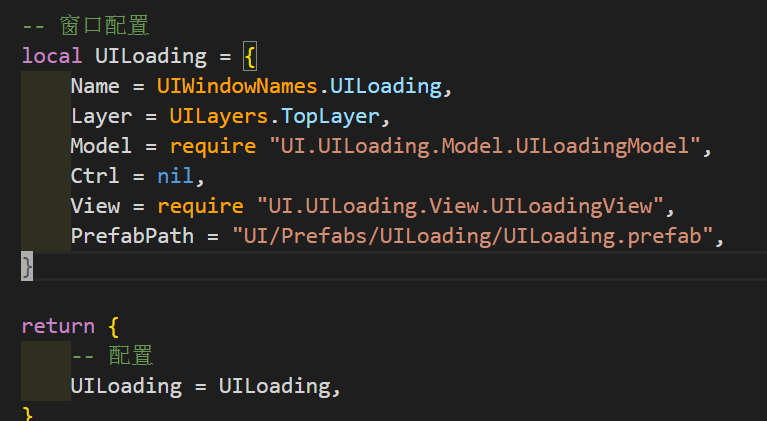 -- 窗口配置
local UILoading = {
    Name = UIWindowNames.UILoading,
    Layer = UILayers.TopLayer,
    Model = require "UI.UILoading.Model.UILoadingModel",
    Ctrl = nil,
    View = require "UI.UILoading.View.UILoadingView",
    PrefabPath = "UI/Prefabs/UILoading/UILoading.prefab",
}
return {
    -- 配置
    UILoading = UILoading,
}